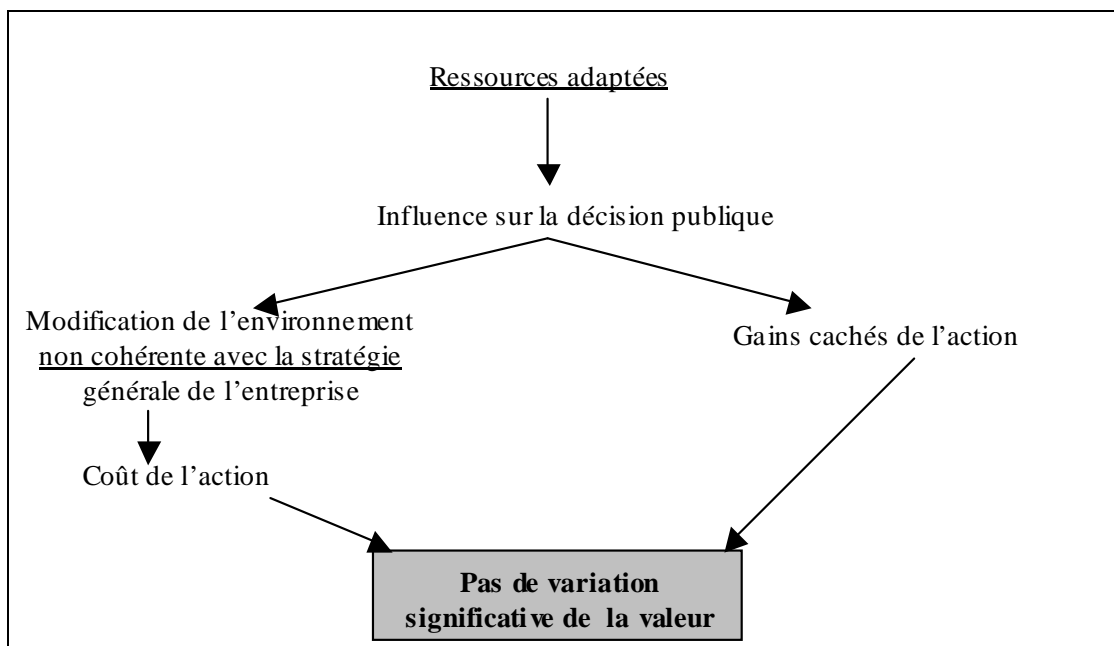 Ressources adaptées
Influence sur la décision publique
Modification de l’environnement
non cohérente avec la stratégie
générale de l’entreprise
Gains cachés de l’action
Coût de l’action
Pas de variation
significative de la valeur